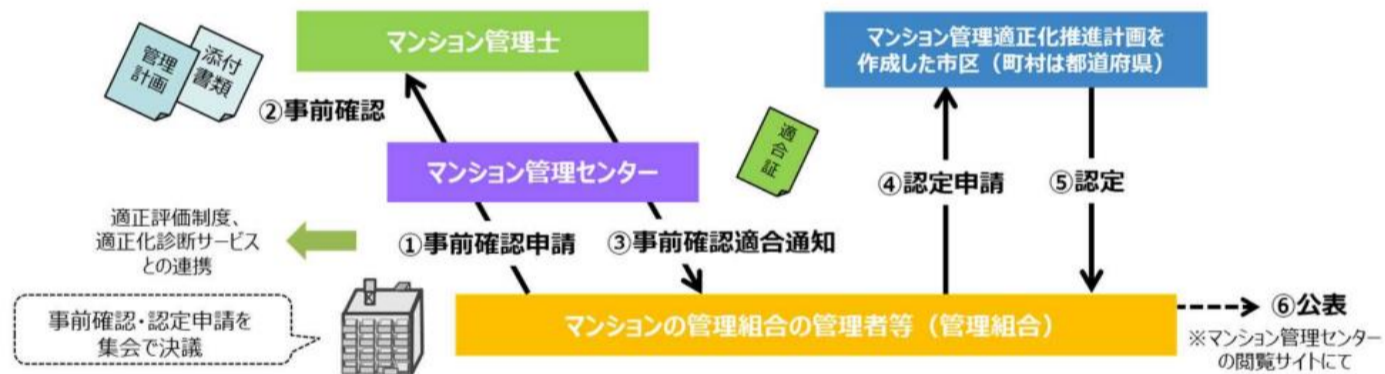 マンション管理士
マンション管理適正化推進計画を
作成した市区（町村は都道府県）
管理
計画
添付
書類
②事前確認
マンション管理センター
適合証
④認定申請
⑤認定
適正評価制度、
適正化診断サービス
との連携
①事前確認申請
③事前確認適合通知
事前確認・認定申請を
集会で決議
マンションの管理組合の管理者等（管理組合）
⑥公表
※マンション管理センター
の閲覧サイトにて